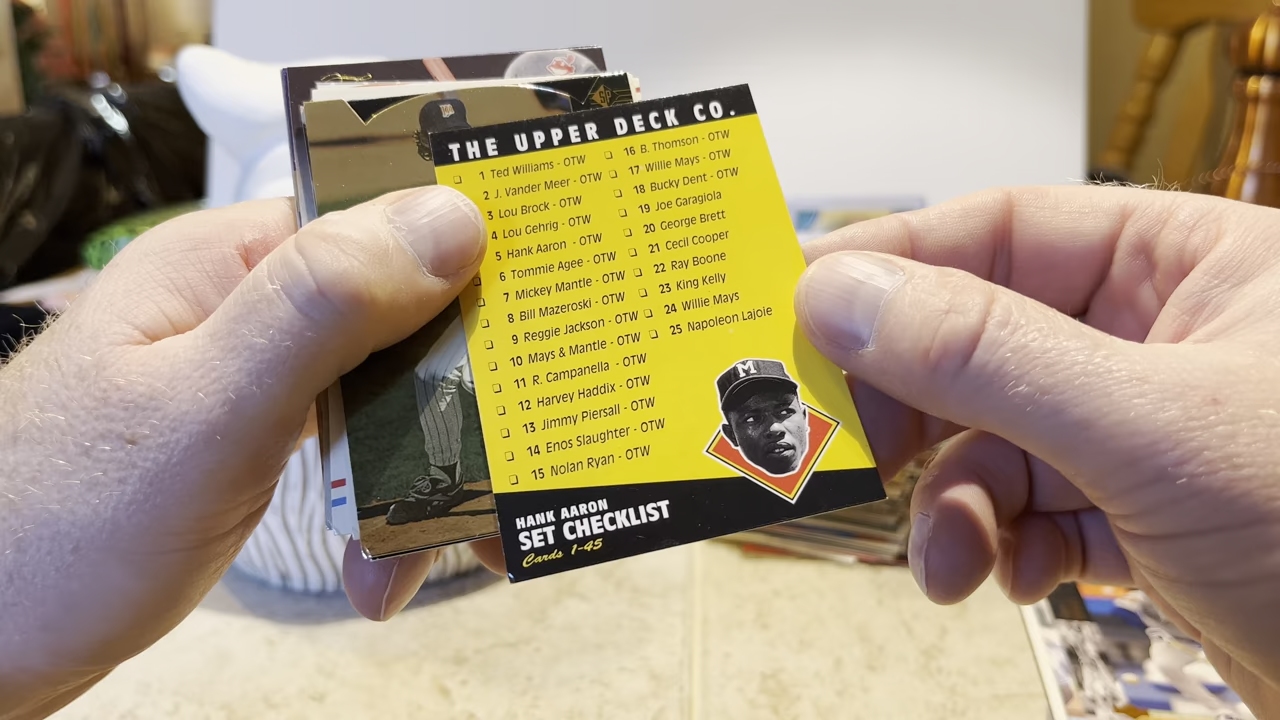 THE UPPER DECK CO.
1 Ted Williams - OTW
2 J. Vander Meer - OTW
3 Lou Brock - OTW
4 Lou Gehrig - OTW
5 Hank Aaron - OTW
6 Tommie Agee - OTW
7 Mickey Mantle - OTW
8 Bill Mazeroski - OTW
9 Reggie Jackson - OTW
10 Mays & Mantle - OTW
11 R. Campanella - OTW
12 Harvey Haddix - OTW
13 Jimmy Piersall - OTW
14 Enos Slaughter - OTW
15 Nolan Ryan - OTW
16 B. Thomson - OTW
17 Willie Mays - OTW
18 Bucky Dent - OTW
19 Joe Garagiola
20 George Brett
21 Cecil Cooper
22 Ray Boone
23 King Kelly
24 Willie Mays
25 Napoleon Lajoie
M
HANK AARON
SET CHECKLIST
Cards 1-45